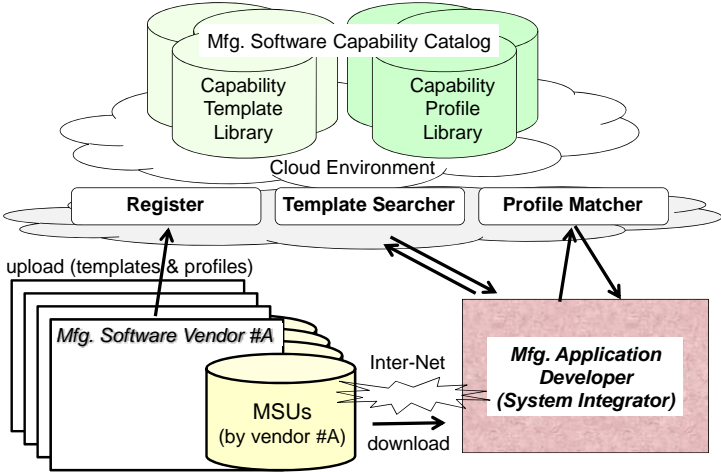 Mfg. Software Capability Catalog
Capability
Template
Library
Capability
Profile
Library
Cloud Environment
Register
Template Searcher
Profile Matcher
upload (templates & profiles)
Mfg. Software Vendor #A
Inter-Net
MSUs
(by vendor #A)
download
Mfg. Application
Developer
(System Integrator)